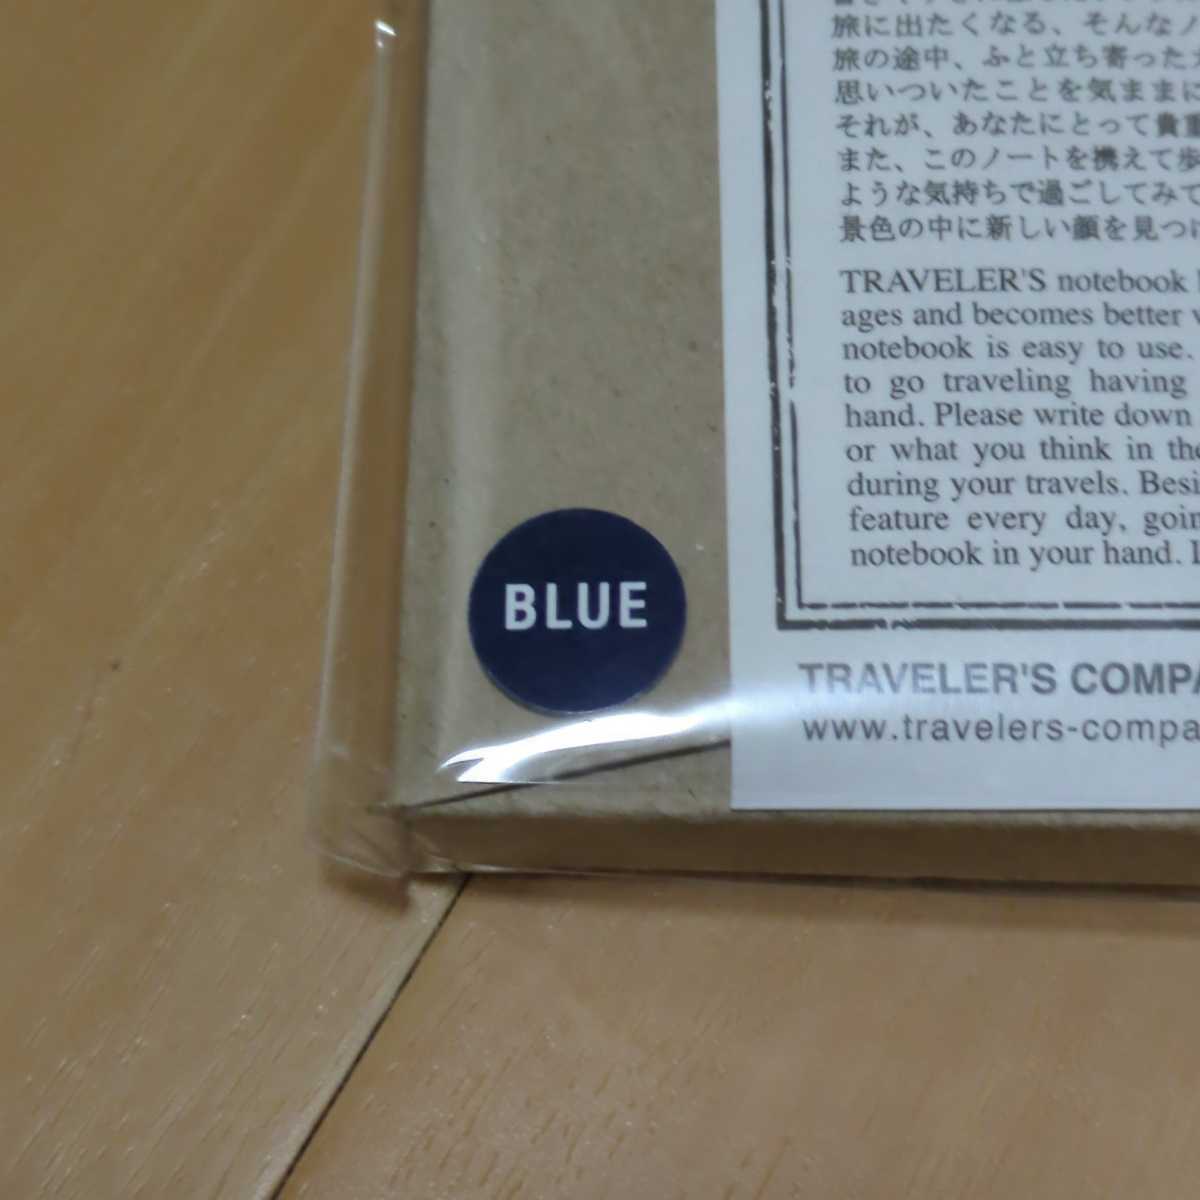 旅に出たくなる、そんなノ
旅の途中、ふと立ち寄った
思いついたことを気ままに
それが、あなたにとって貴重
また、このノートを携えて歩
ような気持ちで過ごしてみて
景色の中に新しい顔を見つけ
TRAVELER'S notebook
ages and becomes better
notebook is easy to use.
to go traveling having
hand. Please write down
or what you think in the
during your travels. Besi
feature every day, goin
notebook in your hand. I
BLUE
TRAVELER'S COMPA
www.travelers-compa